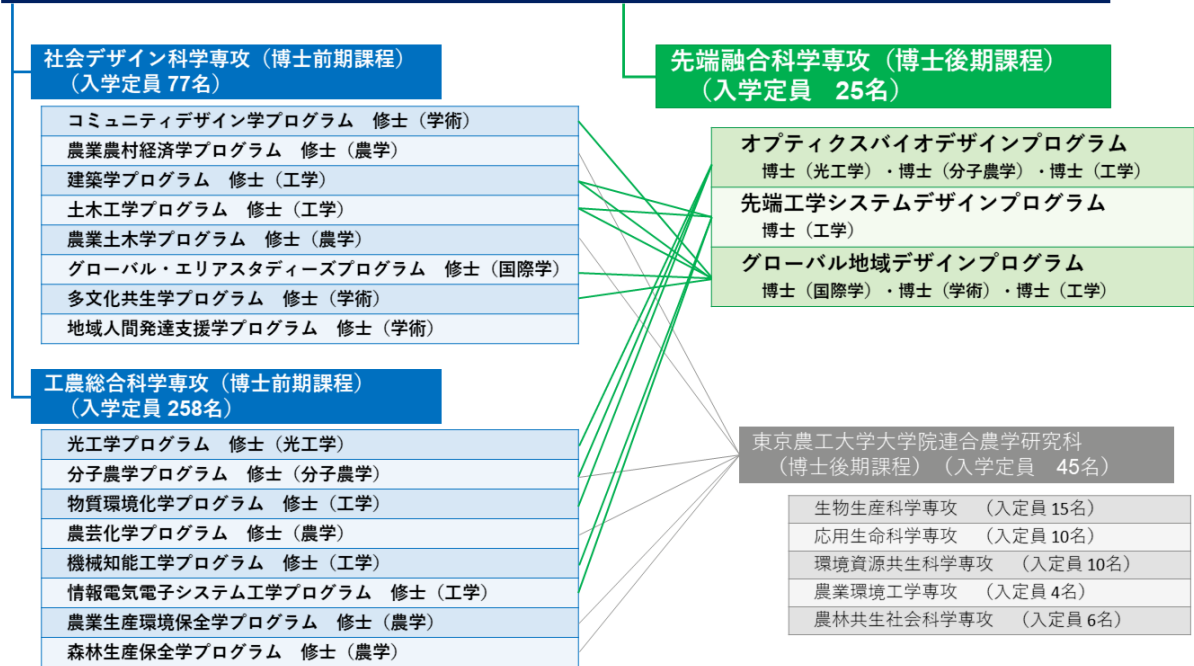 社会デザイン科学専攻（博士前期課程）
（入学定員 77名）
コミュニティデザイン学プログラム　修士（学術）
農業農村経済学プログラム　修士（農学）
建築学プログラム　修士（工学）
土木工学プログラム　修士（工学）
農業土木学プログラム　修士（農学）
グローバル・エリアスタディーズプログラム　修士（国際学）
多文化共生学プログラム　修士（学術）
地域人間発達支援学プログラム　修士（学術）
工農総合科学専攻（博士前期課程）
（入学定員 258名）
光工学プログラム　修士（光工学）
分子農学プログラム　修士（分子農学）
物質環境化学プログラム　修士（工学）
農芸化学プログラム　修士（農学）
機械知能工学プログラム　修士（工学）
情報電気電子システム工学プログラム　修士（工学）
農業生産環境保全学プログラム　修士（農学）
森林生産保全学プログラム　修士（農学）
先端融合科学専攻（博士後期課程）
（入学定員　25名）
オプティクスバイオデザインプログラム
博士（光工学）・博士（分子農学）・博士（工学）
先端工学システムデザインプログラム
博士（工学）
グローバル地域デザインプログラム
博士（国際学）・博士（学術）・博士（工学）
東京農工大学大学院連合農学研究科
（博士後期課程）（入学定員　45名）
生物生産科学専攻　（入定員 15名）
応用生命科学専攻　（入定員 10名）
環境資源共生科学専攻　（入定員 10名）
農業環境工学専攻　（入定員 4名）
農林共生社会科学専攻　（入定員 6名）